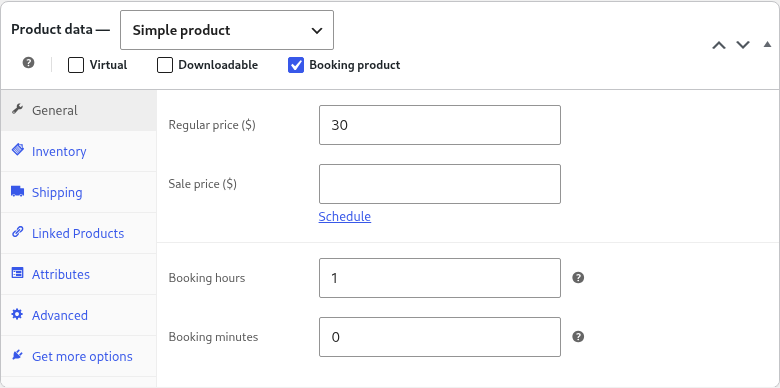 Product data —
Simple product
Virtual
Downloadable
Booking product
General
Inventory
Shipping
Linked Products
Attributes
Advanced
Get more options
Regular price ($)
30
Sale price ($)
Schedule
Booking hours
1
Booking minutes
0